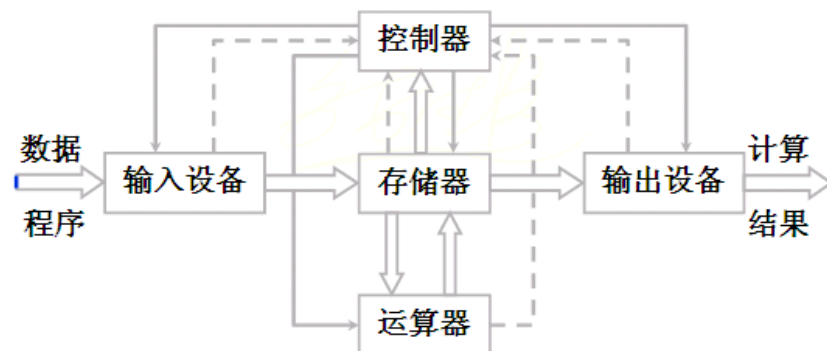 控制器
数据
程序
输入设备
存储器
输出设备
计算
结果
运算器